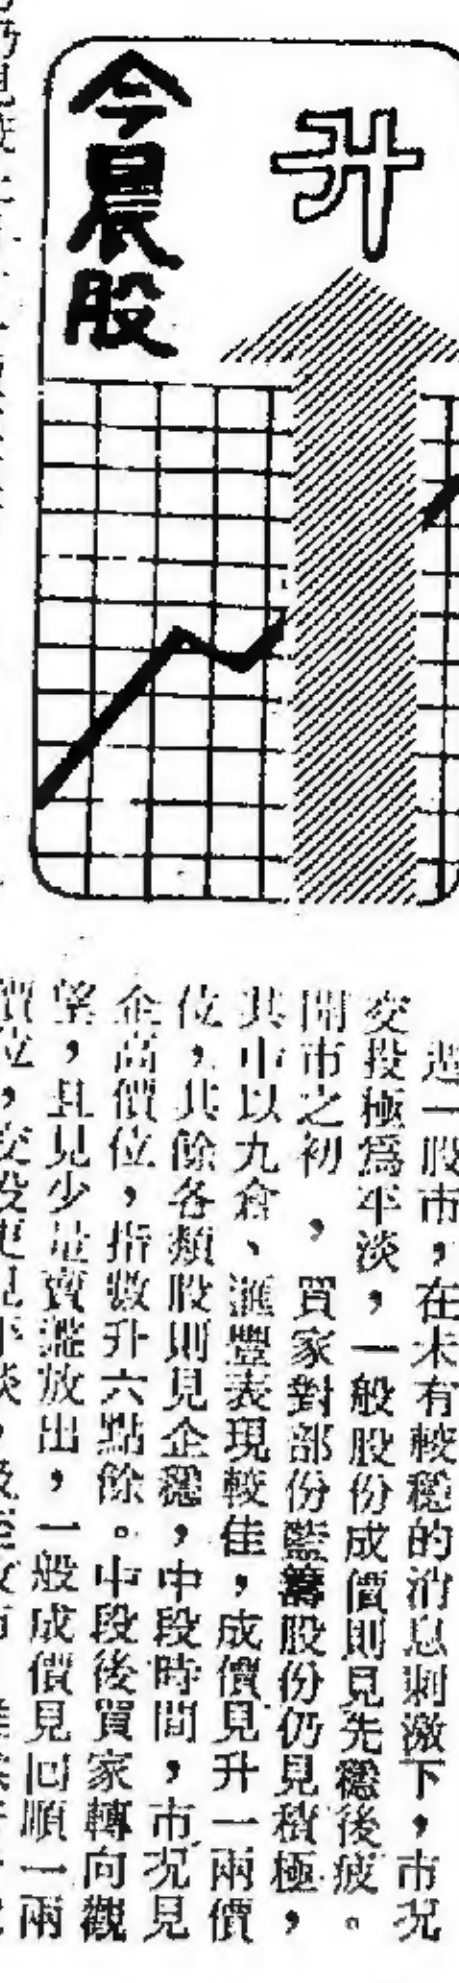 今晨股
升
週一股市，在未有較穩的消息刺激下，市況
交投極為平淡，一般股份成價則見先穩後疲。
開市之初，買家對部份藍籌股份仍見積極，
其中以九倉、滙豐表現較佳，成價見升一兩價
位，其餘各類股則見企穩，中段時間，市況見
企高價位，指數升六點餘。中段後買家轉向觀
望，且見少量賣盤放出，一般成價見回順一兩
價位，交投更見平淡，